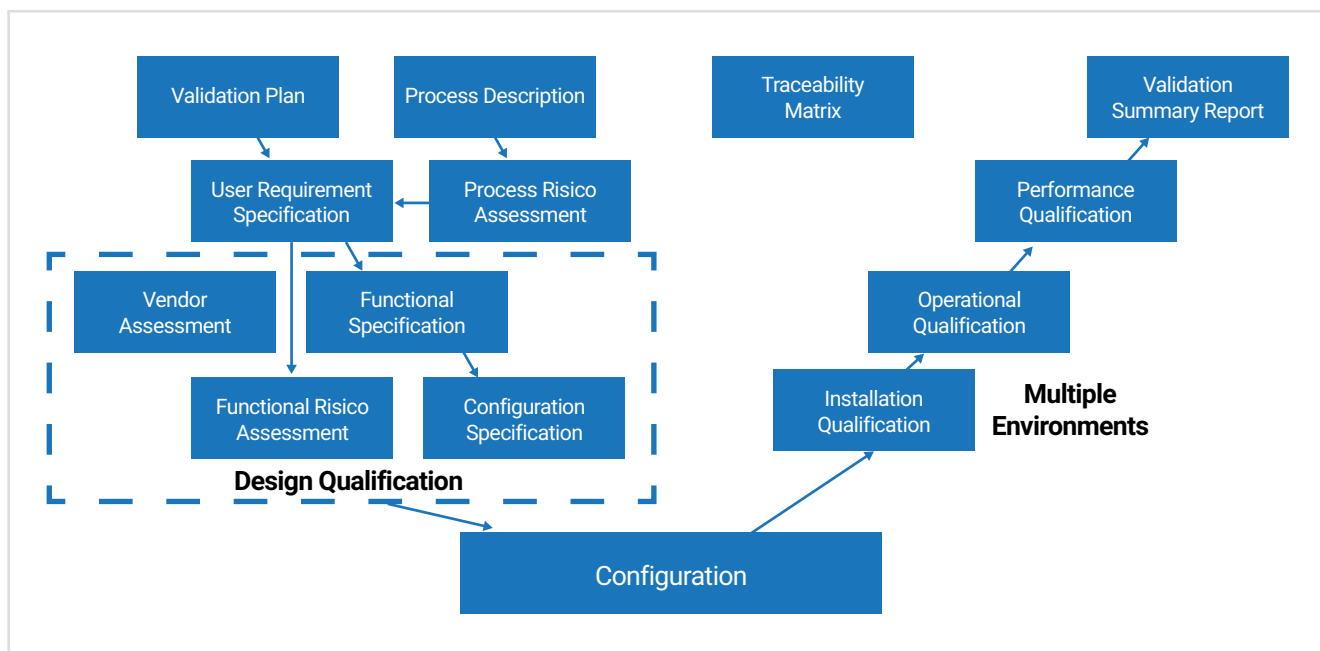 Validation Plan
Process Description
Traceability
Matrix
Validation
Summary Report
User Requirement
Specification
Process Risico
Assessment
Performance
Qualification
Vendor
Assessment
Functional
Specification
Operational
Qualification
Functional Risico
Assessment
Configuration
Specification
Installation
Qualification
Multiple
Environments
Design Qualification
Configuration